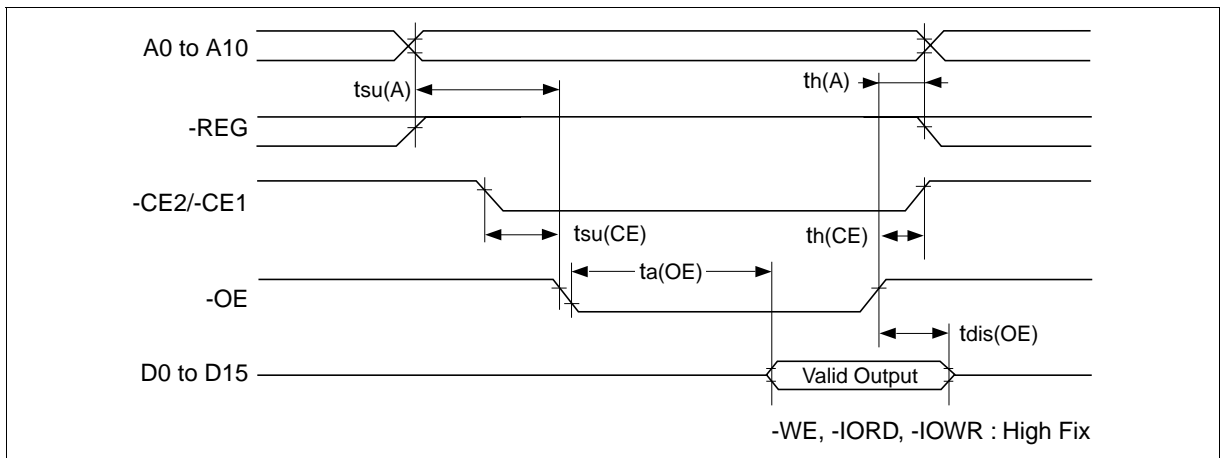 A0 to A10
tsu(A)
th(A)
-REG
-CE2/-CE1
tsu(CE)
th(CE)
ta(OE)
-OE
tdis(OE)
D0 to D15
Valid Output
-WE, -IORD, -IOWR : High Fix